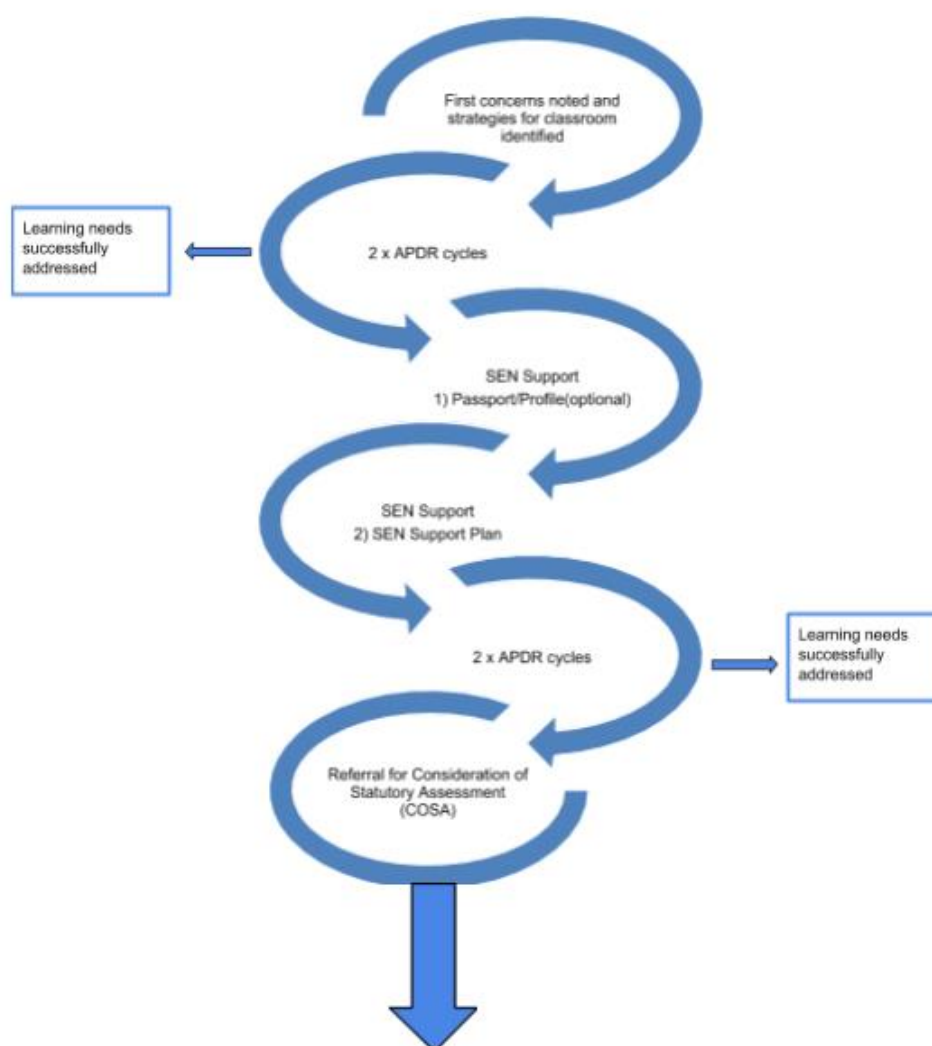 First concerns noted and
strategies for classroom
identified
Learning needs
successfully
addressed
2 x APDR cycles
SEN Support
1) Passport/Profile(optional)
SEN Support
2) SEN Support Plan
2 x APDR cycles
Learning needs
successfully
addressed
Referral for Consideration of
Statutory Assessment
(COSA)